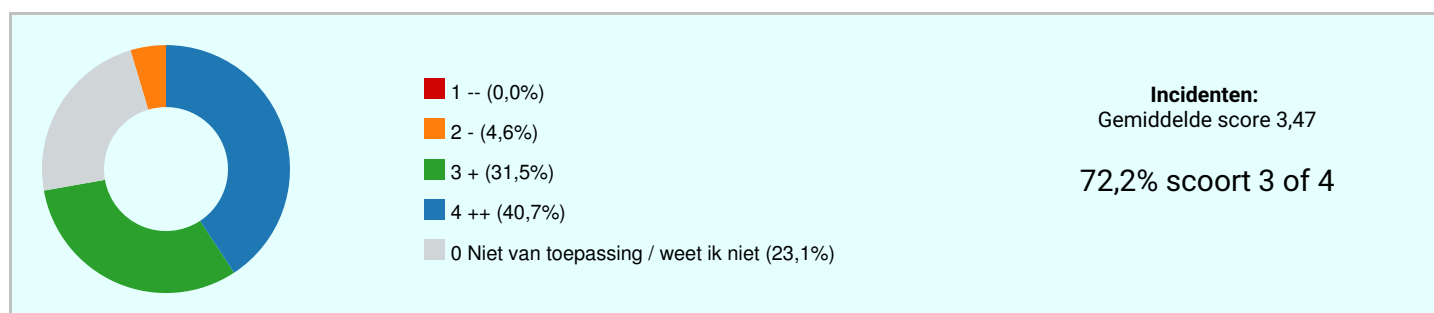 1 -- (0,0%)
2 - (4,6%)
3 + (31,5%)
4 ++ (40,7%)
0 Niet van toepassing / weet ik niet (23,1%)
Incidenten:
Gemiddelde score 3,47
72,2% scoort 3 of 4